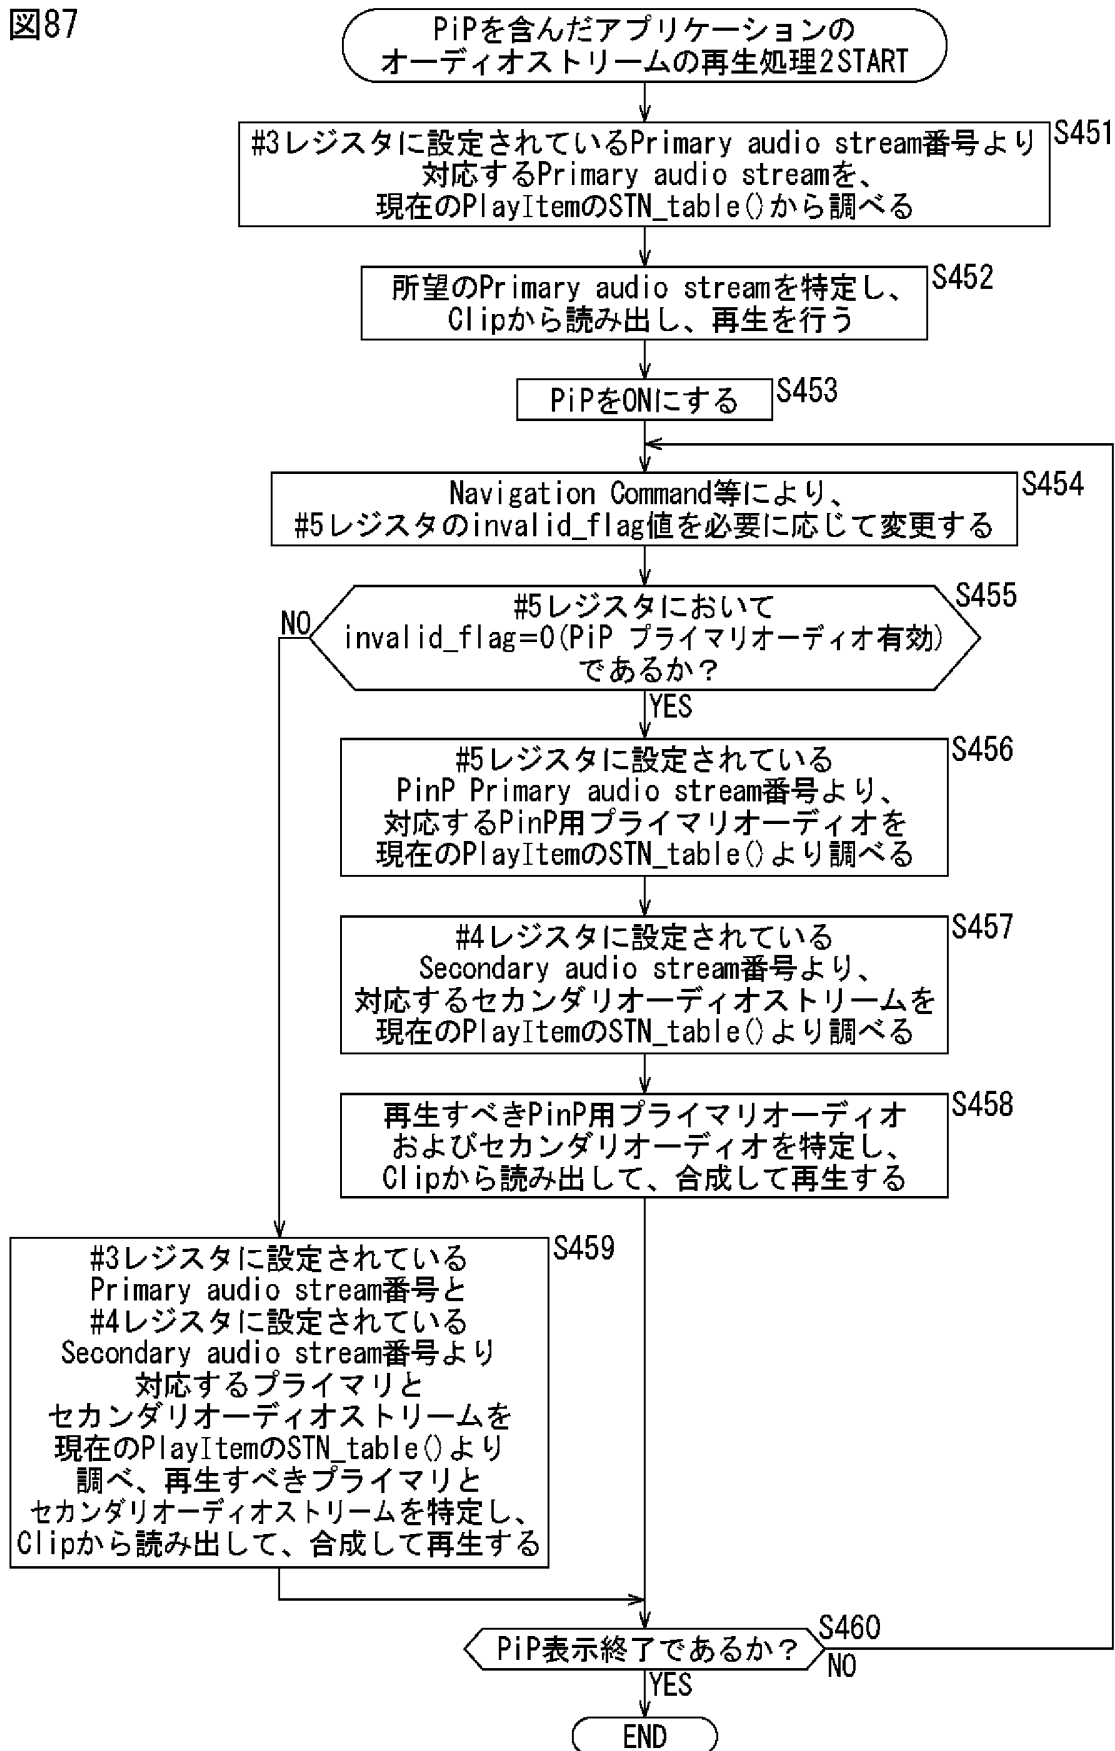 図87
PiPを含んだアプリケーションの
オーディオストリームの再生処理2START
S451
#3レジスタに設定されているPrimary audio stream番号より
対応するPrimary audio streamを、
現在のPlayItemのSTN_table()から調べる
S452
所望のPrimary audio streamを特定し、
Clipから読み出し、再生を行う
S453
PiPをONにする
S454
Navigation Command等により、
#5レジスタのinvalid_flag値を必要に応じて変更する
S455
#5レジスタにおいて
invalid_flag=0(PiP プライマリオーディオ有効)
であるか?
NO
YES
S456
#5レジスタに設定されている
PinP Primary audio stream番号より、
対応するPinP用プライマリオーディオを
現在のPlayItemのSTN_table()より調べる
S457
#4レジスタに設定されている
Secondary audio stream番号より、
対応するセカンダリオーディオストリームを
現在のPlayItemのSTN_table()より調べる
S458
再生すべきPinP用プライマリオーディオ
およびセカンダリオーディオを特定し、
Clipから読み出して、合成して再生する
S459
#3レジスタに設定されている
Primary audio stream番号と
#4レジスタに設定されている
Secondary audio stream番号より
対応するプライマリと
セカンダリオーディオストリームを
現在のPlayItemのSTN_table()より
調べ、再生すべきプライマリと
セカンダリオーディオストリームを特定し、
Clipから読み出して、合成して再生する
S460
PiP表示終了であるか?
NO
YES
END